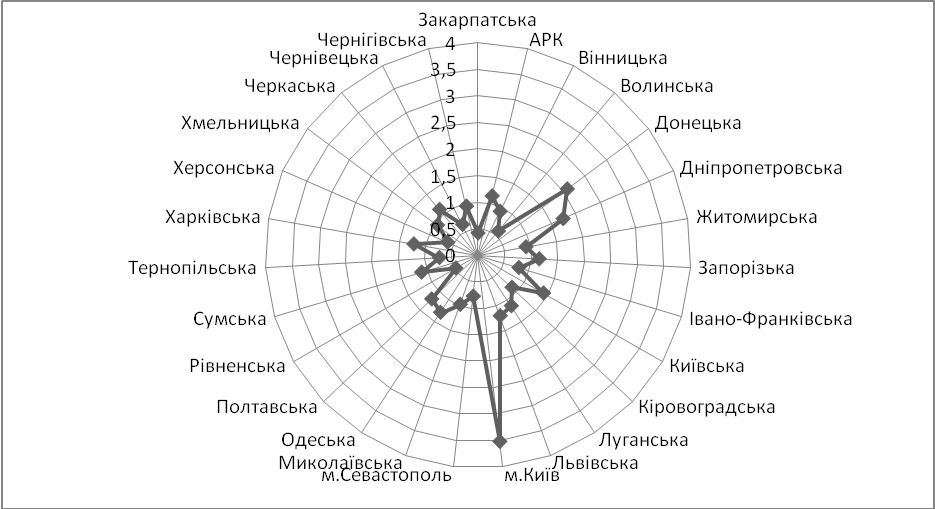 Закарпатська
АРК
Вінницька
Волинська
Донецька
Дніпропетровська
Житомирська
Запорізька
Івано-Франківська
Київська
Кіровоградська
Луганська
Львівська
м.Київ
м.Севастополь
Миколаївська
Одеська
Полтавська
Рівненська
Сумська
Тернопільська
Харківська
Херсонська
Хмельницька
Черкаська
Чернівецька
Чернігівська
4
3,5
3
2,5
2
1,5
1
0,5
0